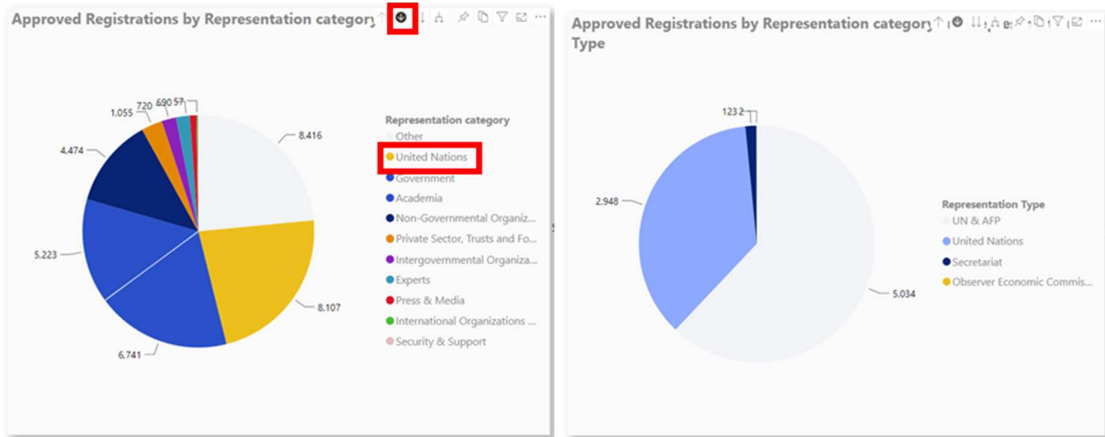 Approved Registrations by Representation category
8.416
8.107
6.741
5.223
4.474
1.055
720
690
57
Representation category
Other
United Nations
Government
Academia
Non-Governmental Organiz...
Private Sector, Trusts and Fo...
Intergovernmental Organiza...
Experts
Press & Media
International Organizations ...
Security & Support
Approved Registrations by Representation category
Type
1232
2.948
5.034
Representation Type
UN & AFP
United Nations
Secretariat
Observer Economic Commis...